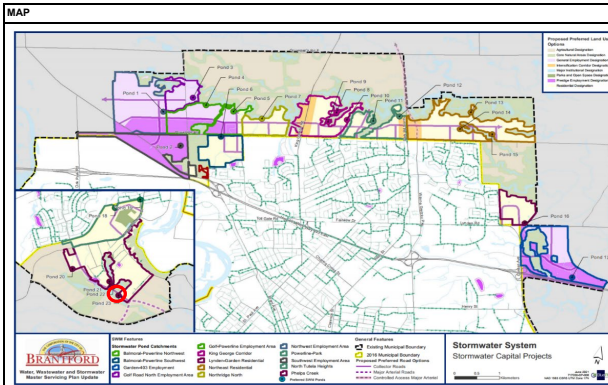 MAP
Proposed Preferred Land Use
Options
Agricultural Designation
Core Natural Areas Designation
General Employment Designation
Intensification Corridor Designation
Major Institutional Designation
Parks and Open Space Designation
Prestige Employment Designation
Residential Designation
Pond 1
Pond 3
Pond 4
Pond 6
Pond 5
Pond 7
Pond 9
Pond 8
Pond 10
Pond 11
Pond 12
Pond 13
Pond 14
Pond 15
Pond 16
Pond 18
Pond 20
BRANTFORD
Water, Wastewater and Stormwater
Master Servicing Plan Update
SWM Features
Stormwater Pond Catchments
Balmoral-Powerline Northwest
Balmoral-Powerline Southwest
Garden403 Employment
Golf Road North Employment Area
Golf+Powerline Employment Area
King George Corridor
Lynden-Garden Residential
Northeast Residential
Northridge North
Northwest Employment Area
Powerline-Park
Southwest Employment Area
North Tutela Heights
Phelps Creek
Preferred SWM Ponds
General Features
Existing Municipal Boundary
2016 Municipal Boundary
Proposed Preferred Road Options
Collector Roads
Major Arterial Roads
Controlled Access Major Arterial
Stormwater System
Stormwater Capital Projects